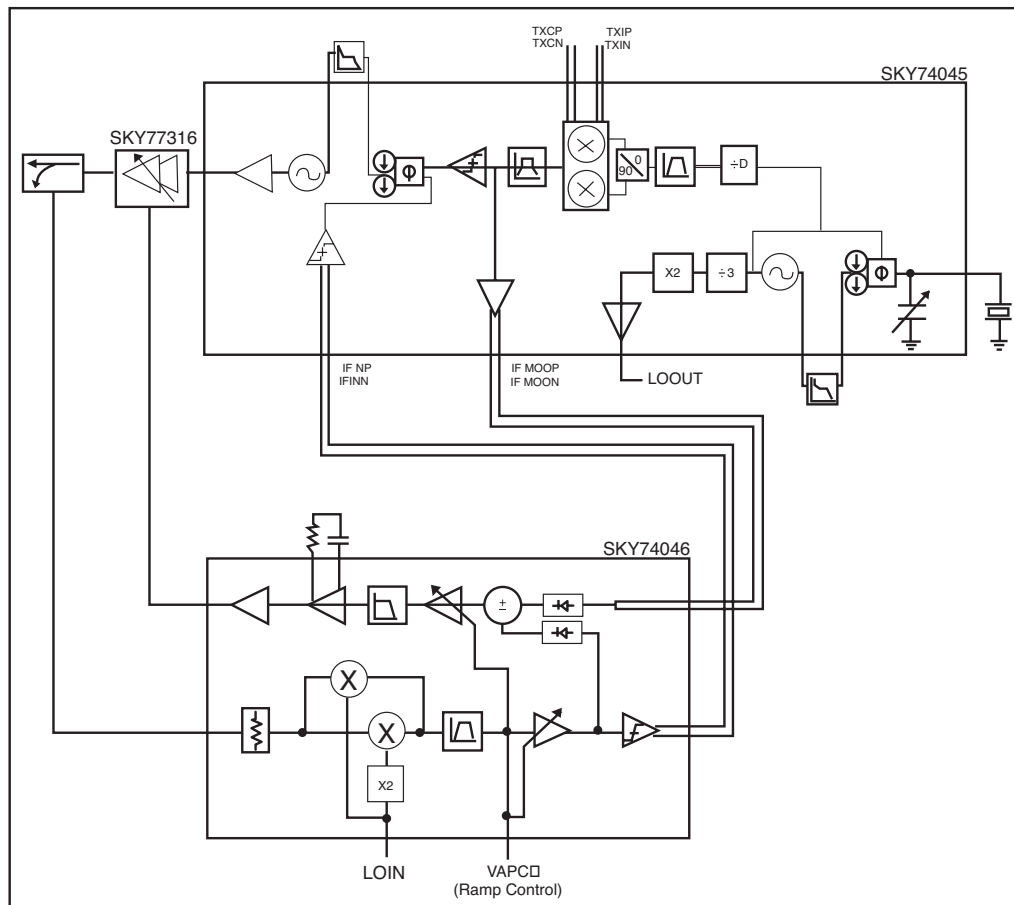 TXCP
TXCN
TXIP
TXIN
SKY74045
SKY77316
0
90
÷D
Φ
X2
÷3
Φ
IF NP
IFINN
IF MOOP
IF MOON
LOOUT
SKY74046
+
-
X
X
X2
LOIN
VAPC□
(Ramp Control)